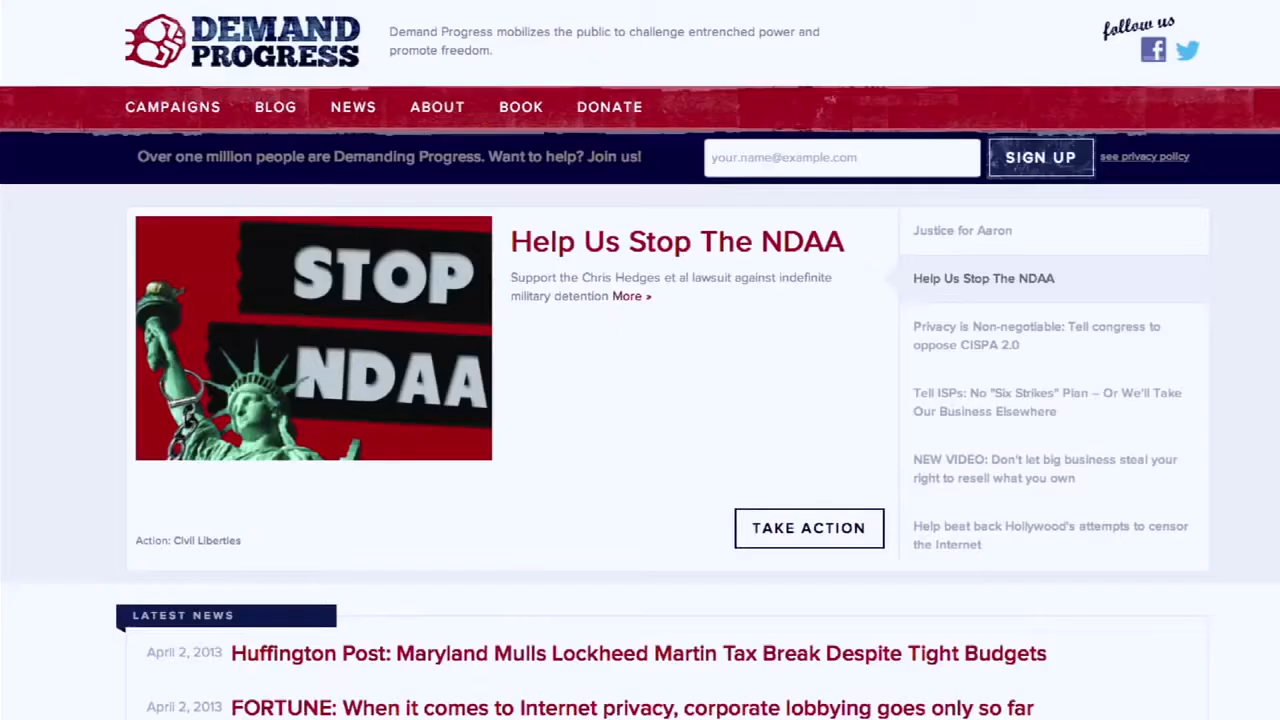 DEMAND
PROGRESS
Demand Progress mobilizes the public to challenge entrenched power and
promote freedom.
follow us
CAMPAIGNS BLOG NEWS ABOUT BOOK DONATE
Over one million people are Demanding Progress. Want to help? Join us!
your.name@example.com
SIGN UP
see privacy policy
STOP
NDAA
Help Us Stop The NDAA
Support the Chris Hedges et al lawsuit against indefinite
military detention More »
Action: Civil Liberties
TAKE ACTION
Justice for Aaron
Help Us Stop The NDAA
Privacy is Non-negotiable: Tell congress to
oppose CISPA 2.0
Tell ISPs: No "Six Strikes" Plan – Or We'll Take
Our Business Elsewhere
NEW VIDEO: Don't let big business steal your
right to resell what you own
Help beat back Hollywood's attempts to censor
the Internet
LATEST NEWS
April 2, 2013 Huffington Post: Maryland Mulls Lockheed Martin Tax Break Despite Tight Budgets
April 2, 2013 FORTUNE: When it comes to Internet privacy, corporate lobbying goes only so far